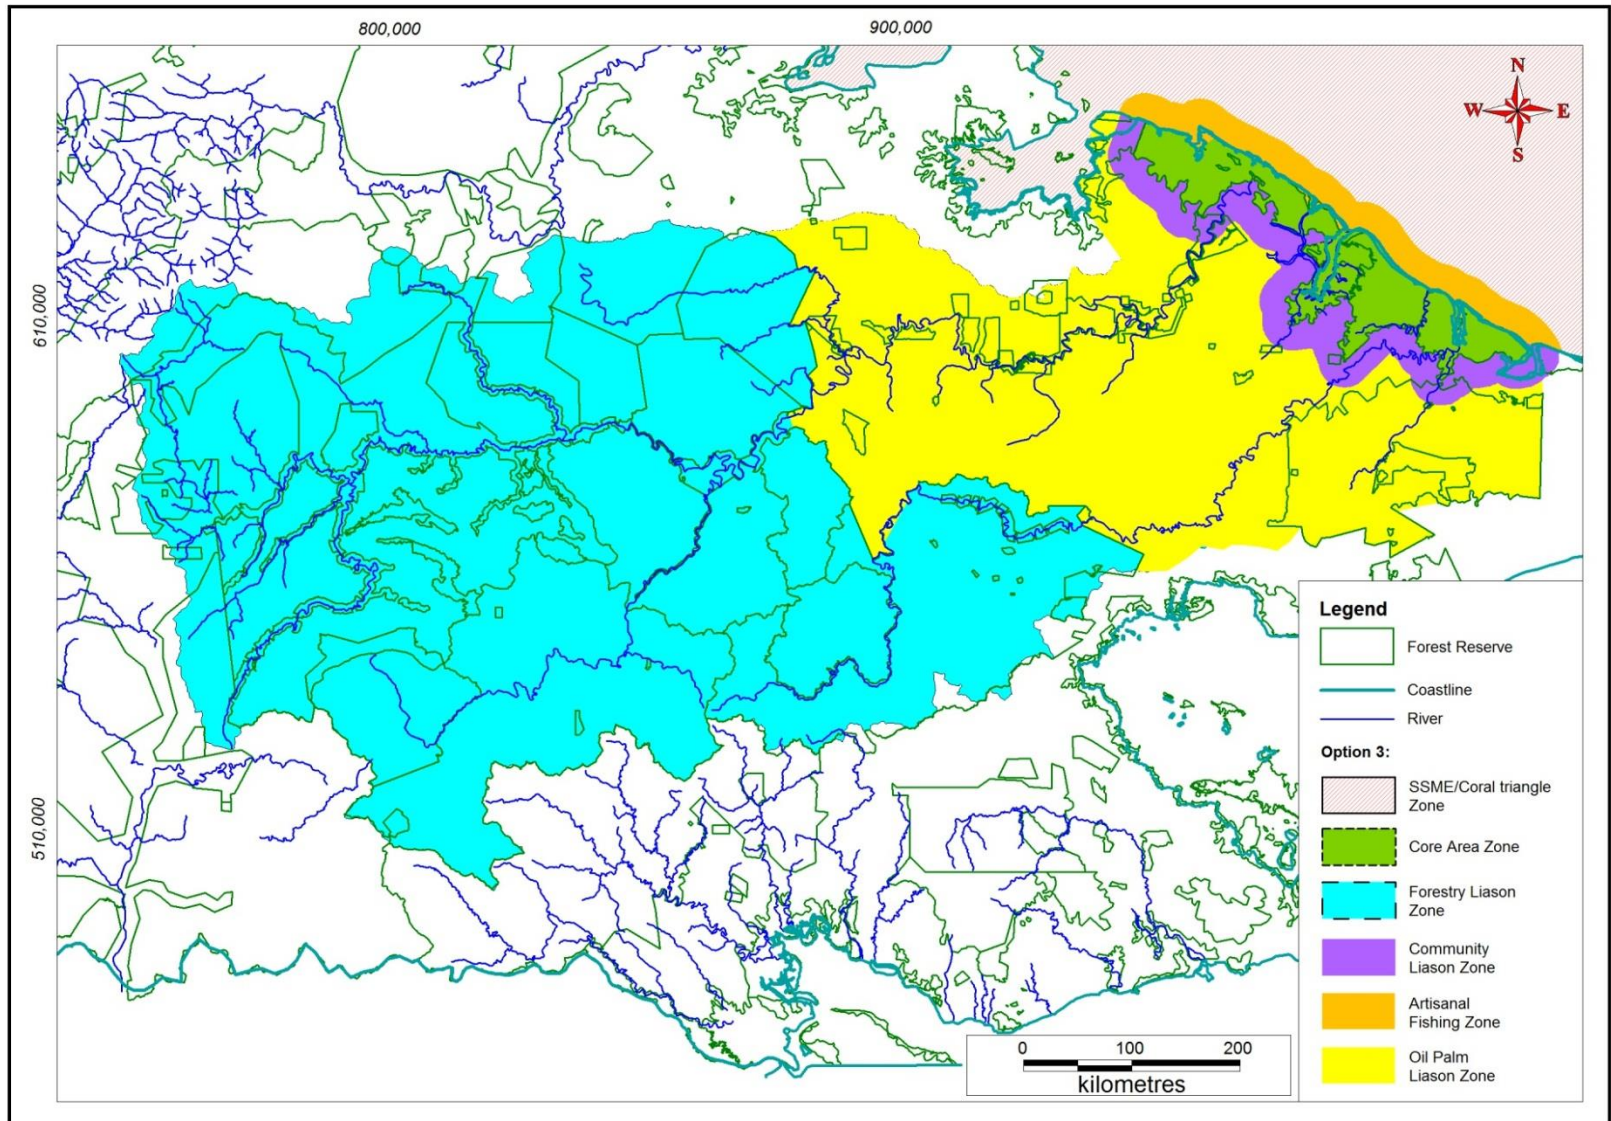 800,000
900,000
N
W E
S
610,000
510,000
Legend
Forest Reserve
Coastline
River
Option 3:
SSME/Coral triangle
Zone
Core Area Zone
Forestry Liason
Zone
Community
Liason Zone
Artisanal
Fishing Zone
Oil Palm
Liason Zone
0 100 200
kilometres